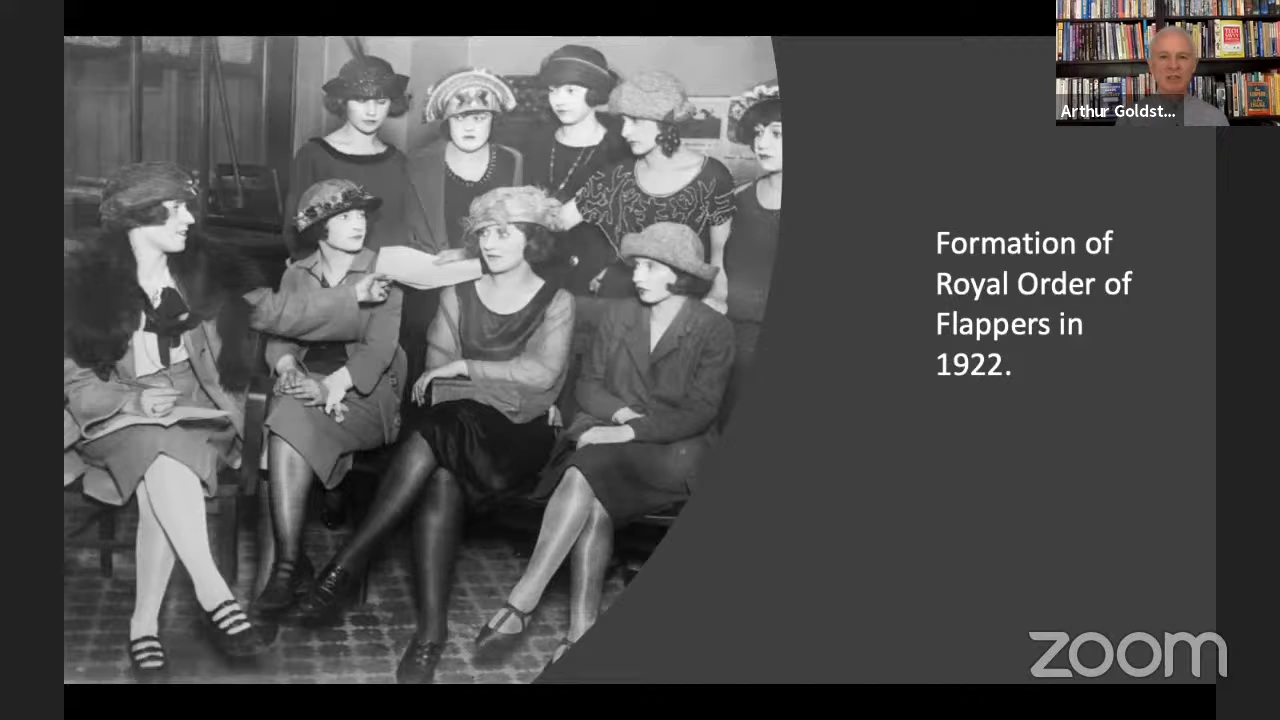 Arthur Goldst...
Formation of
Royal Order of
Flappers in
1922.
zoom